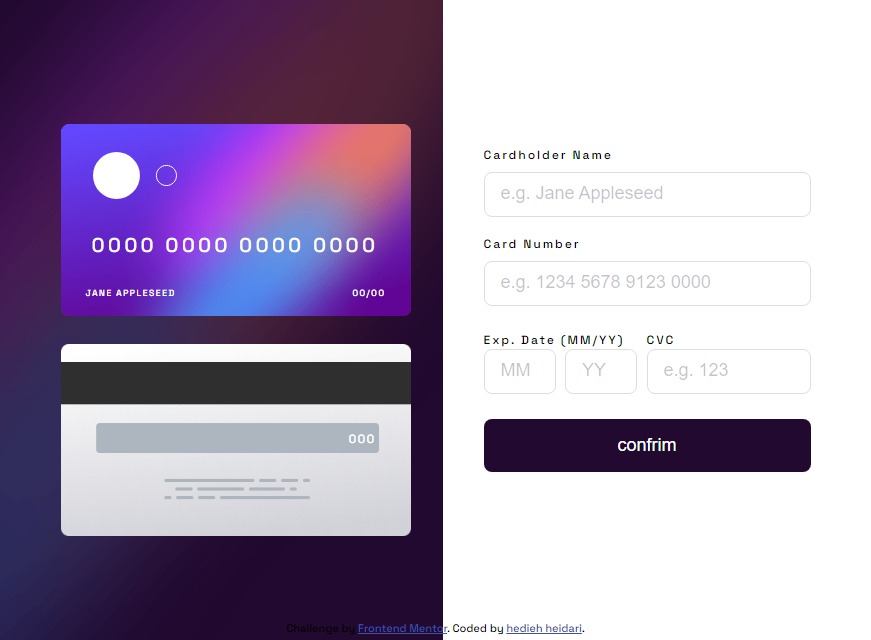 0000 0000 0000 0000
JANE APPLESEED 00/00
000
Cardholder Name
e.g. Jane Appleseed
Card Number
e.g. 1234 5678 9123 0000
Exp. Date (MM/YY) CVC
MM YY e.g. 123
confrim
Challenge by Frontend Mentor. Coded by hedieh heidari.